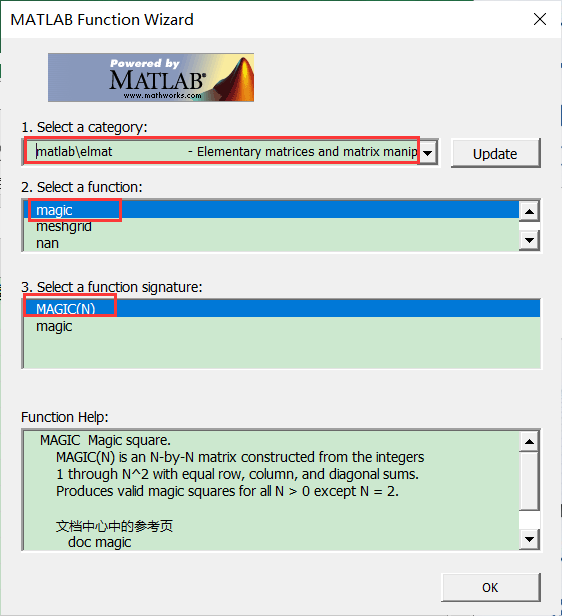 MATLAB Function Wizard
Powered by
MATLAB®
www.mathworks.com
1. Select a category:
matlab\elmat - Elementary matrices and matrix manip
Update
2. Select a function:
magic
meshgrid
nan
3. Select a function signature:
MAGIC(N)
magic
Function Help:
MAGIC Magic square.
MAGIC(N) is an N-by-N matrix constructed from the integers
1 through N^2 with equal row, column, and diagonal sums.
Produces valid magic squares for all N > 0 except N = 2.
文档中心中的参考页
doc magic
OK